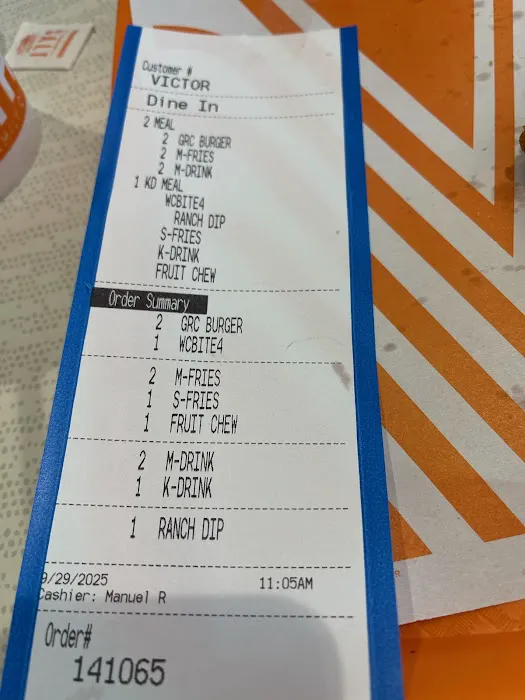 Customer #
VICTOR
Dine In
2 MEAL
2 GRC BURGER
2 M-FRIES
2 M-DRINK
1 KD MEAL
WCBITE4
RANCH DIP
S-FRIES
K-DRINK
FRUIT CHEW
Order Summary
2 GRC BURGER
1 WCBITE4
2 M-FRIES
1 S-FRIES
1 FRUIT CHEW
2 M-DRINK
1 K-DRINK
1 RANCH DIP
9/29/2025 11:05AM
Cashier: Manuel R
Order#
141065